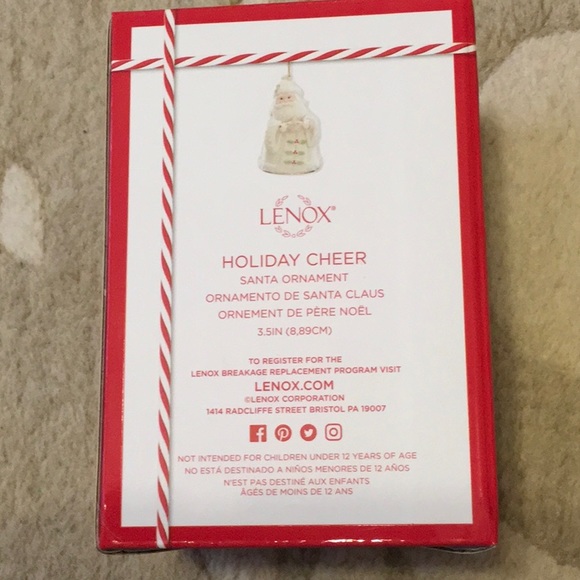 LENOX®
HOLIDAY CHEER
SANTA ORNAMENT
ORNAMENTO DE SANTA CLAUS
ORNEMENT DE PÈRE NOËL
3.5IN (8,89CM)
TO REGISTER FOR THE
LENOX BREAKAGE REPLACEMENT PROGRAM VISIT
LENOX.COM
©LENOX CORPORATION
1414 RADCLIFFE STREET BRISTOL PA 19007
NOT INTENDED FOR CHILDREN UNDER 12 YEARS OF AGE
NO ESTÁ DESTINADO A NIÑOS MENORES DE 12 AÑOS
N'EST PAS DESTINÉ AUX ENFANTS
ÂGÉS DE MOINS DE 12 ANS